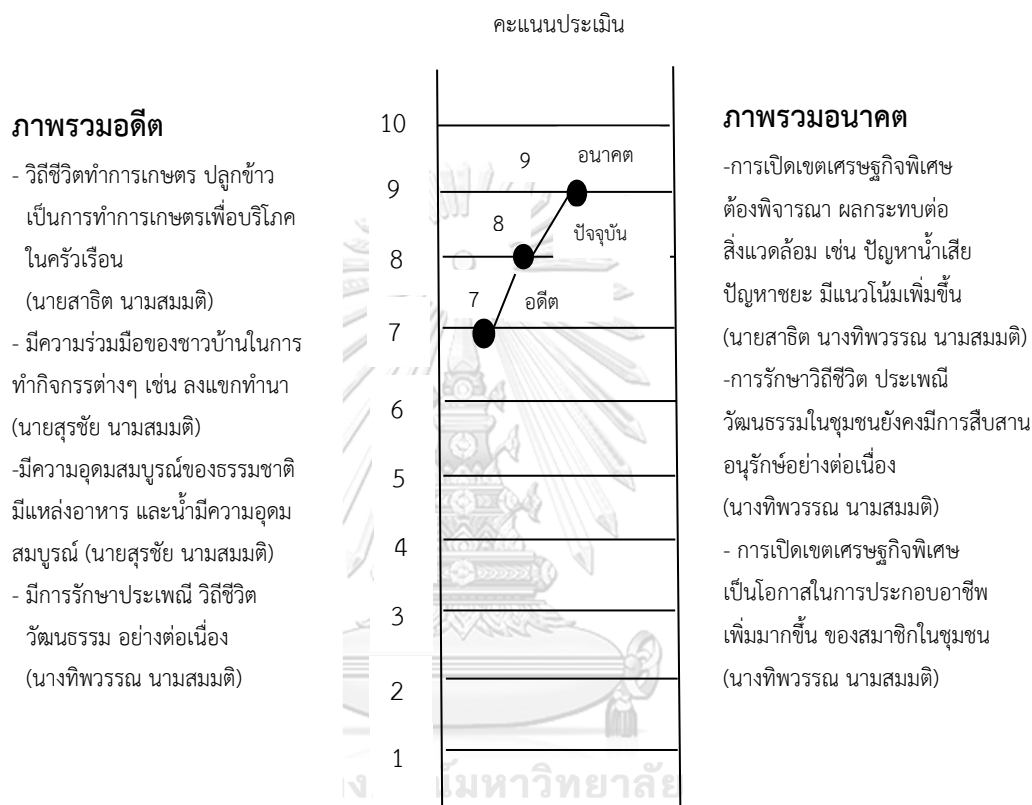 คะแนนประเมิน
ภาพรวมอดีต
- วิถีชีวิตทำการเกษตร ปลูกข้าว
เป็นการทำการเกษตรเพื่อบริโภค
ในครัวเรือน
(นายสาธิต นามสมมติ)
- มีความร่วมมือของชาวบ้านในการ
ทำกิจกรรต่างๆ เช่น ลงแขกทำนา
(นายสุรชัย นามสมมติ)
-มีความอุดมสมบูรณ์ของธรรมชาติ
มีแหล่งอาหาร และน้ำมีความอุดม
สมบูรณ์ (นายสุรชัย นามสมมติ)
- มีการรักษาประเพณี วิถีชีวิต
วัฒนธรรม อย่างต่อเนื่อง
(นางทิพวรรณ นามสมมติ)
10
9
8
7
6
5
4
3
2
1
9 อนาคต
8 ปัจจุบัน
7 อดีต
ภาพรวมอนาคต
-การเปิดเขตเศรษฐกิจพิเศษ
ต้องพิจารณา ผลกระทบต่อ
สิ่งแวดล้อม เช่น ปัญหาน้ำเสีย
ปัญหาชยะ มีแนวโน้มเพิ่มขึ้น
(นายสาธิต นางทิพวรรณ นามสมมติ)
-การรักษาวิถีชีวิต ประเพณี
วัฒนธรรมในชุมชนยังคงมีการสืบสาน
อนุรักษ์อย่างต่อเนื่อง
(นางทิพวรรณ นามสมมติ)
- การเปิดเขตเศรษฐกิจพิเศษ
เป็นโอกาสในการประกอบอาชีพ
เพิ่มมากขึ้น ของสมาชิกในชุมชน
(นางทิพวรรณ นามสมมติ)
มหาวิทยาลัย